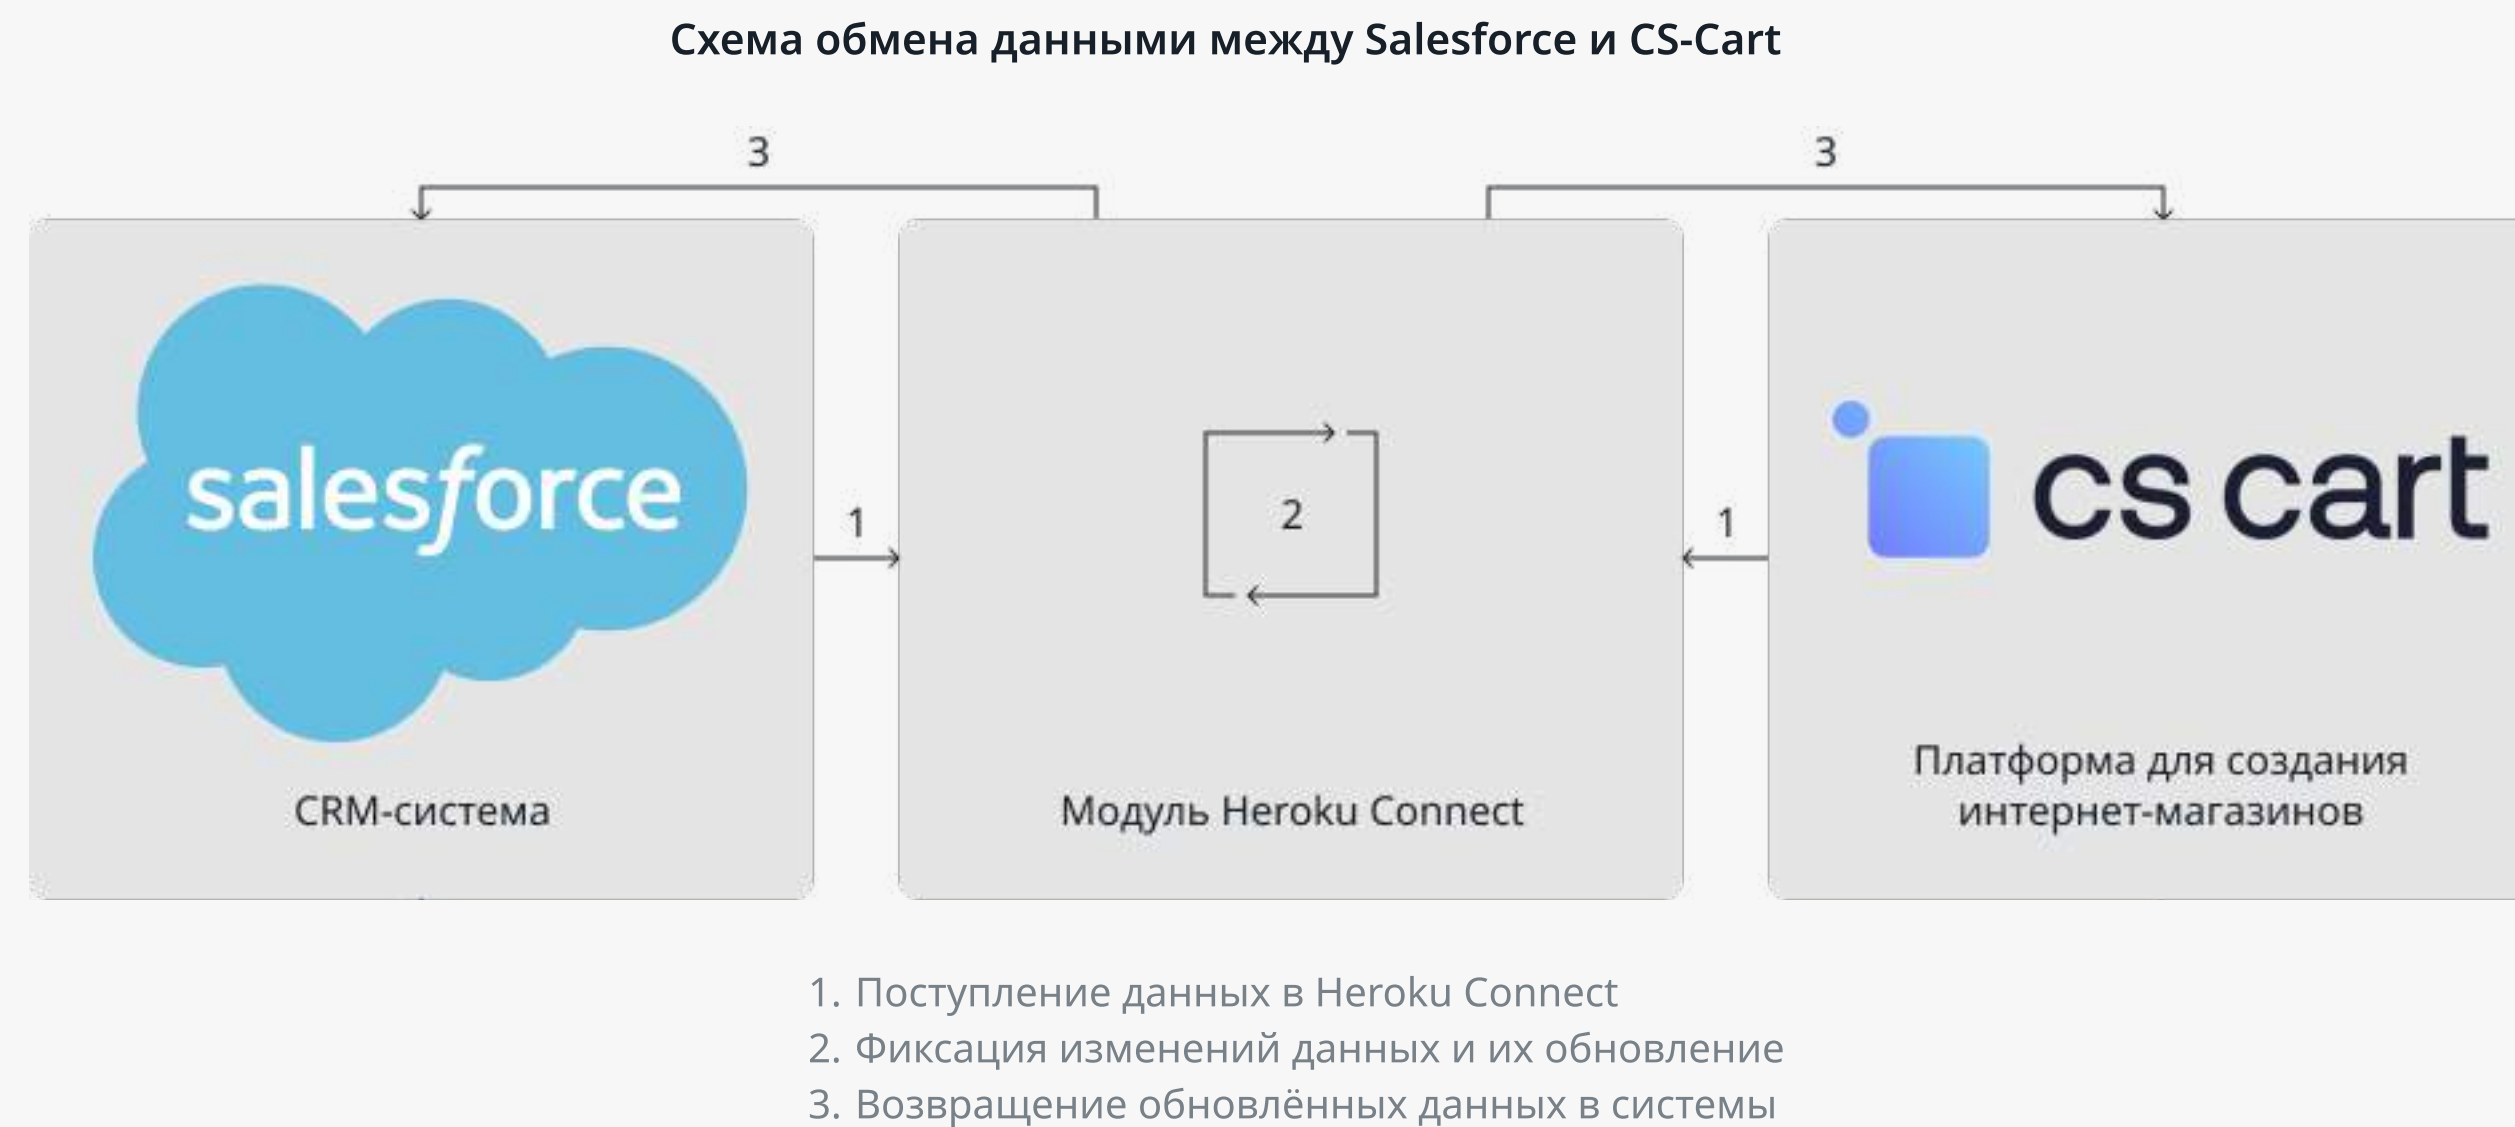 Схема обмена данными между Salesforce и CS-Cart
3
3
salesforce
1
2
1
cs cart
CRM-система
Модуль Heroku Connect
Платформа для создания
интернет-магазинов
1. Поступление данных в Heroku Connect
2. Фиксация изменений данных и их обновление
3. Возвращение обновлённых данных в системы